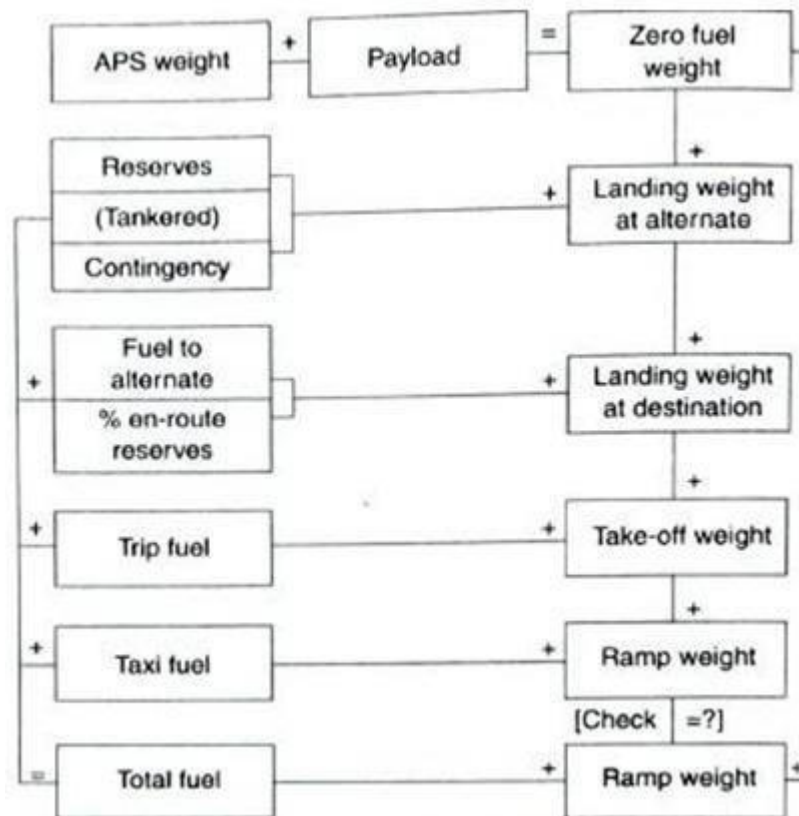 APS weight
+
Payload
=
Zero fuel
weight
+
Reserves
(Tankered)
Contingency
+
Landing weight
at alternate
+
+
Fuel to
alternate
% en-route
reserves
+
Landing weight
at destination
+
+
Trip fuel
+
Take-off weight
+
+
Taxi fuel
+
Ramp weight
[Check =?]
=
Total fuel
+
Ramp weight
+